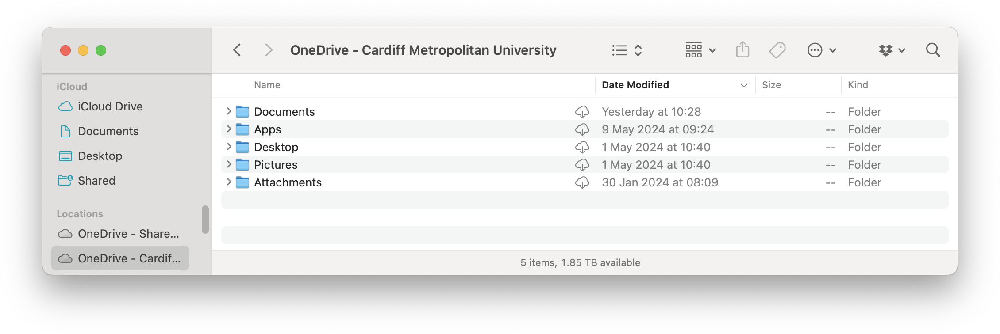 OneDrive - Cardiff Metropolitan University
iCloud
iCloud Drive
Documents
Desktop
Shared
Locations
OneDrive - Share...
OneDrive - Cardif...
Name Date Modified Size Kind
Documents Yesterday at 10:28 -- Folder
Apps 9 May 2024 at 09:24 -- Folder
Desktop 1 May 2024 at 10:40 -- Folder
Pictures 1 May 2024 at 10:40 -- Folder
Attachments 30 Jan 2024 at 08:09 -- Folder
5 items, 1.85 TB available